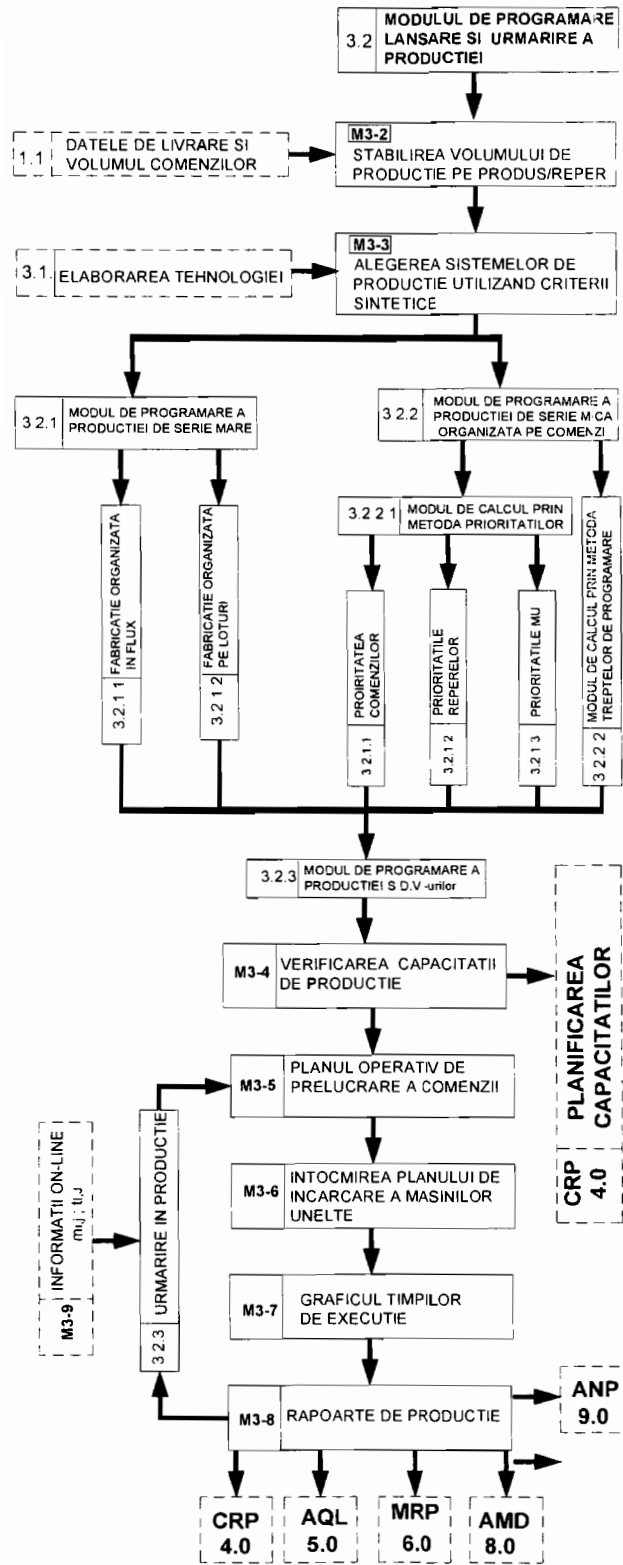 3.2
MODULUL DE PROGRAMARE
LANSARE SI URMARIRE A
PRODUCTIEI
1.1
DATELE DE LIVRARE SI
VOLUMUL COMENZILOR
M3-2
STABILIREA VOLUMULUI DE
PRODUCTIE PE PRODUS/REPER
3.1.
ELABORAREA TEHNOLOGIEI
M3-3
ALEGEREA SISTEMELOR DE
PRODUCTIE UTILIZAND CRITERII
SINTETICE
3 2.1
MODUL DE PROGRAMARE A
PRODUCTIEI DE SERIE MARE
3 2.2
MODUL DE PROGRAMARE A
PRODUCTIEI DE SERIE MICA
ORGANIZATA PE COMENZI
3.2 2 1
MODUL DE CALCUL PRIN
METODA PRIORITATILOR
3.2.1 1
FABRICATIE ORGANIZATA
IN FLUX
3.2 1 2
FABRICATIE ORGANIZATA
PE LOTURI
3 2.1.1
PROIRITATEA
COMENZILOR
3 2.1 2
PRIORITATILE
REPERELOR
3 2 1 3
PRIORITATILE MU
3 2 2 2
MODUL DE CALCUL PRIN METODA
TREPTELOR DE PROGRAMARE
3.2.3
MODUL DE PROGRAMARE A
PRODUCTIEI S D.V -urilor
M3-4
VERIFICAREA CAPACITATII
DE PRODUCTIE
CRP
4.0
PLANIFICAREA
CAPACITATILOR
M3-5
PLANUL OPERATIV DE
PRELUCRARE A COMENZII
M3-9
INFORMATII ON-LINE
mi,j ; ti,J
3 2.3
URMARIRE IN PRODUCTIE
M3-6
INTOCMIREA PLANULUI DE
INCARCARE A MASINILOR
UNELTE
M3-7
GRAFICUL TIMPILOR
DE EXECUTIE
M3-8
RAPOARTE DE PRODUCTIE
ANP
9.0
CRP
4.0
AQL
5.0
MRP
6.0
AMD
8.0